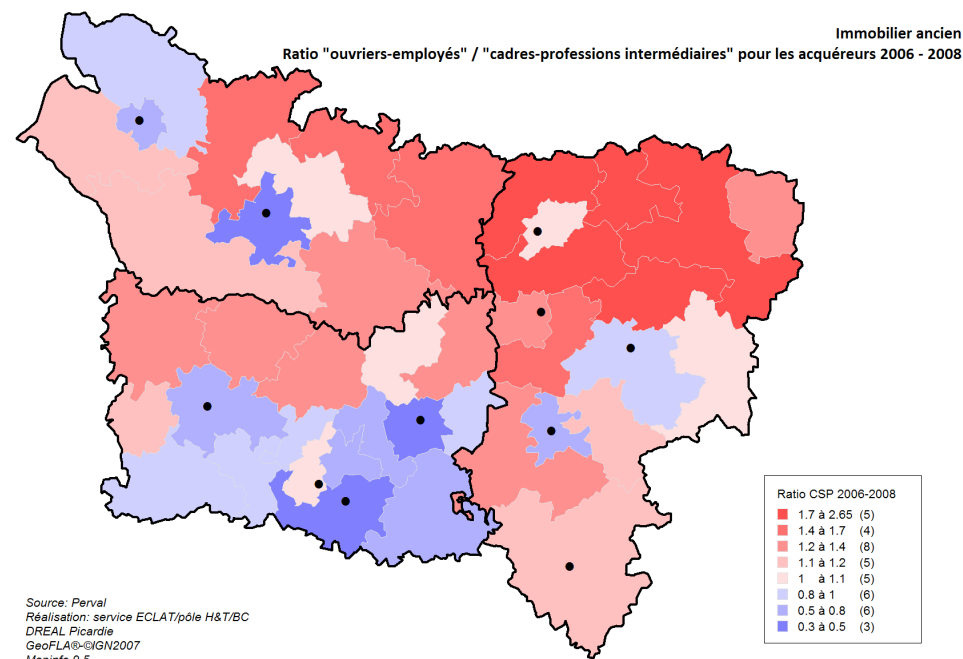 Immobilier ancien
Ratio "ouvriers-employés" / "cadres-professions intermédiaires" pour les acquéreurs 2006 - 2008
Ratio CSP 2006-2008
1.7 à 2.65 (5)
1.4 à 1.7 (4)
1.2 à 1.4 (8)
1.1 à 1.2 (5)
1 à 1.1 (5)
0.8 à 1 (6)
0.5 à 0.8 (6)
0.3 à 0.5 (3)
Source: Perval
Réalisation: service ECLAT/pôle H&T/BC
DREAL Picardie
GeoFLA®-©IGN2007